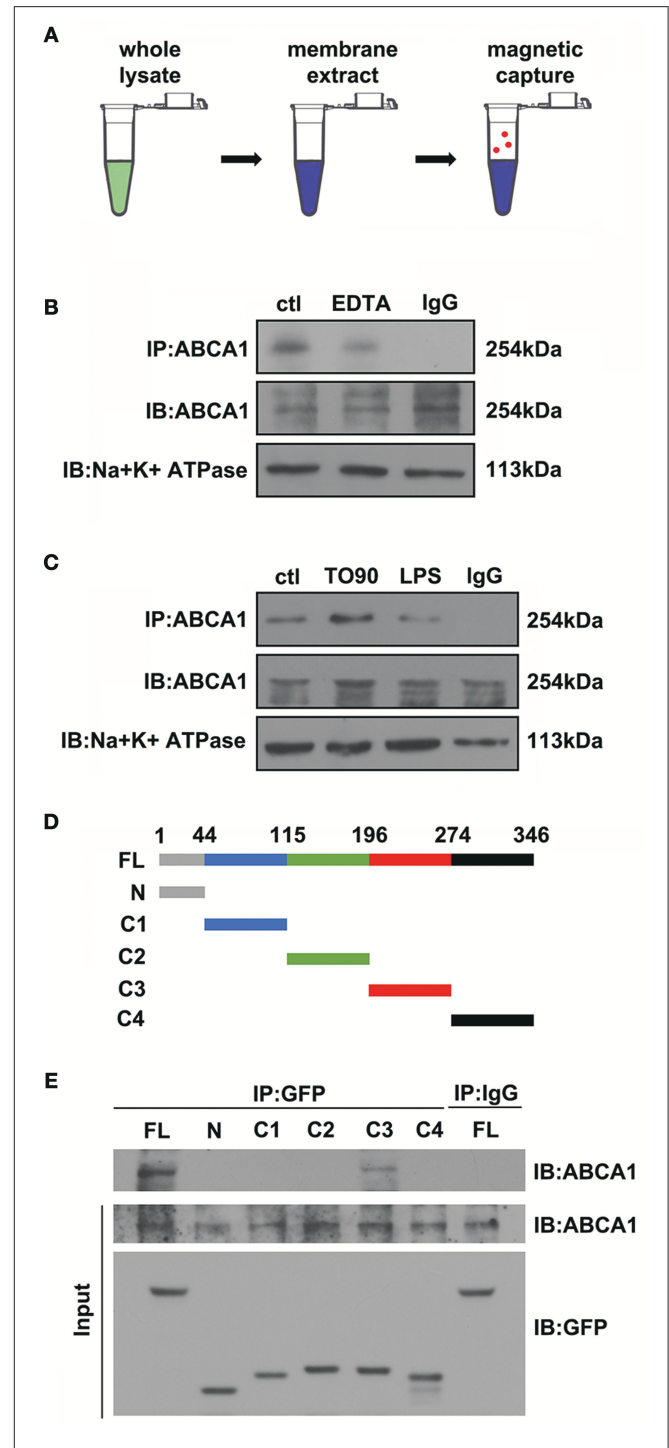 A
whole lysate
membrane extract
magnetic capture
B
ctl EDTA IgG
IP:ABCA1 254kDa
IB:ABCA1 254kDa
IB:Na+K+ ATPase 113kDa
C
ctl TO90 LPS IgG
IP:ABCA1 254kDa
IB:ABCA1 254kDa
IB:Na+K+ ATPase 113kDa
D
1 44 115 196 274 346
FL
N
C1
C2
C3
C4
E
IP:GFP IP:IgG
FL N C1 C2 C3 C4 FL
IB:ABCA1
IB:ABCA1
Input
IB:GFP